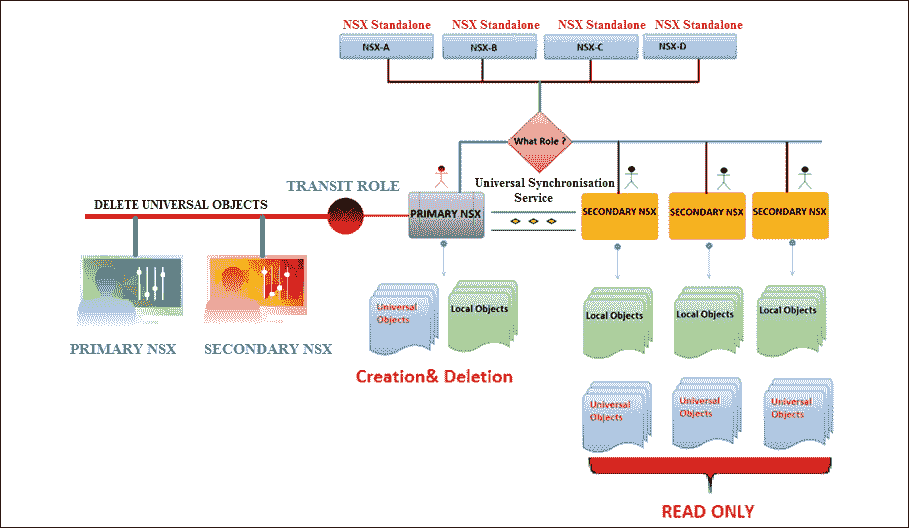 NSX Standalone
NSX Standalone
NSX Standalone
NSX Standalone
NSX-A
NSX-B
NSX-C
NSX-D
What Role ?
TRANSIT ROLE
Universal Synchronisation
Service
DELETE UNIVERSAL OBJECTS
PRIMARY NSX
SECONDARY NSX
SECONDARY NSX
SECONDARY NSX
PRIMARY NSX
SECONDARY NSX
Universal
Objects
Local Objects
Local Objects
Local Objects
Local Objects
Creation& Deletion
Universal
Objects
Universal
Objects
Universal
Objects
READ ONLY